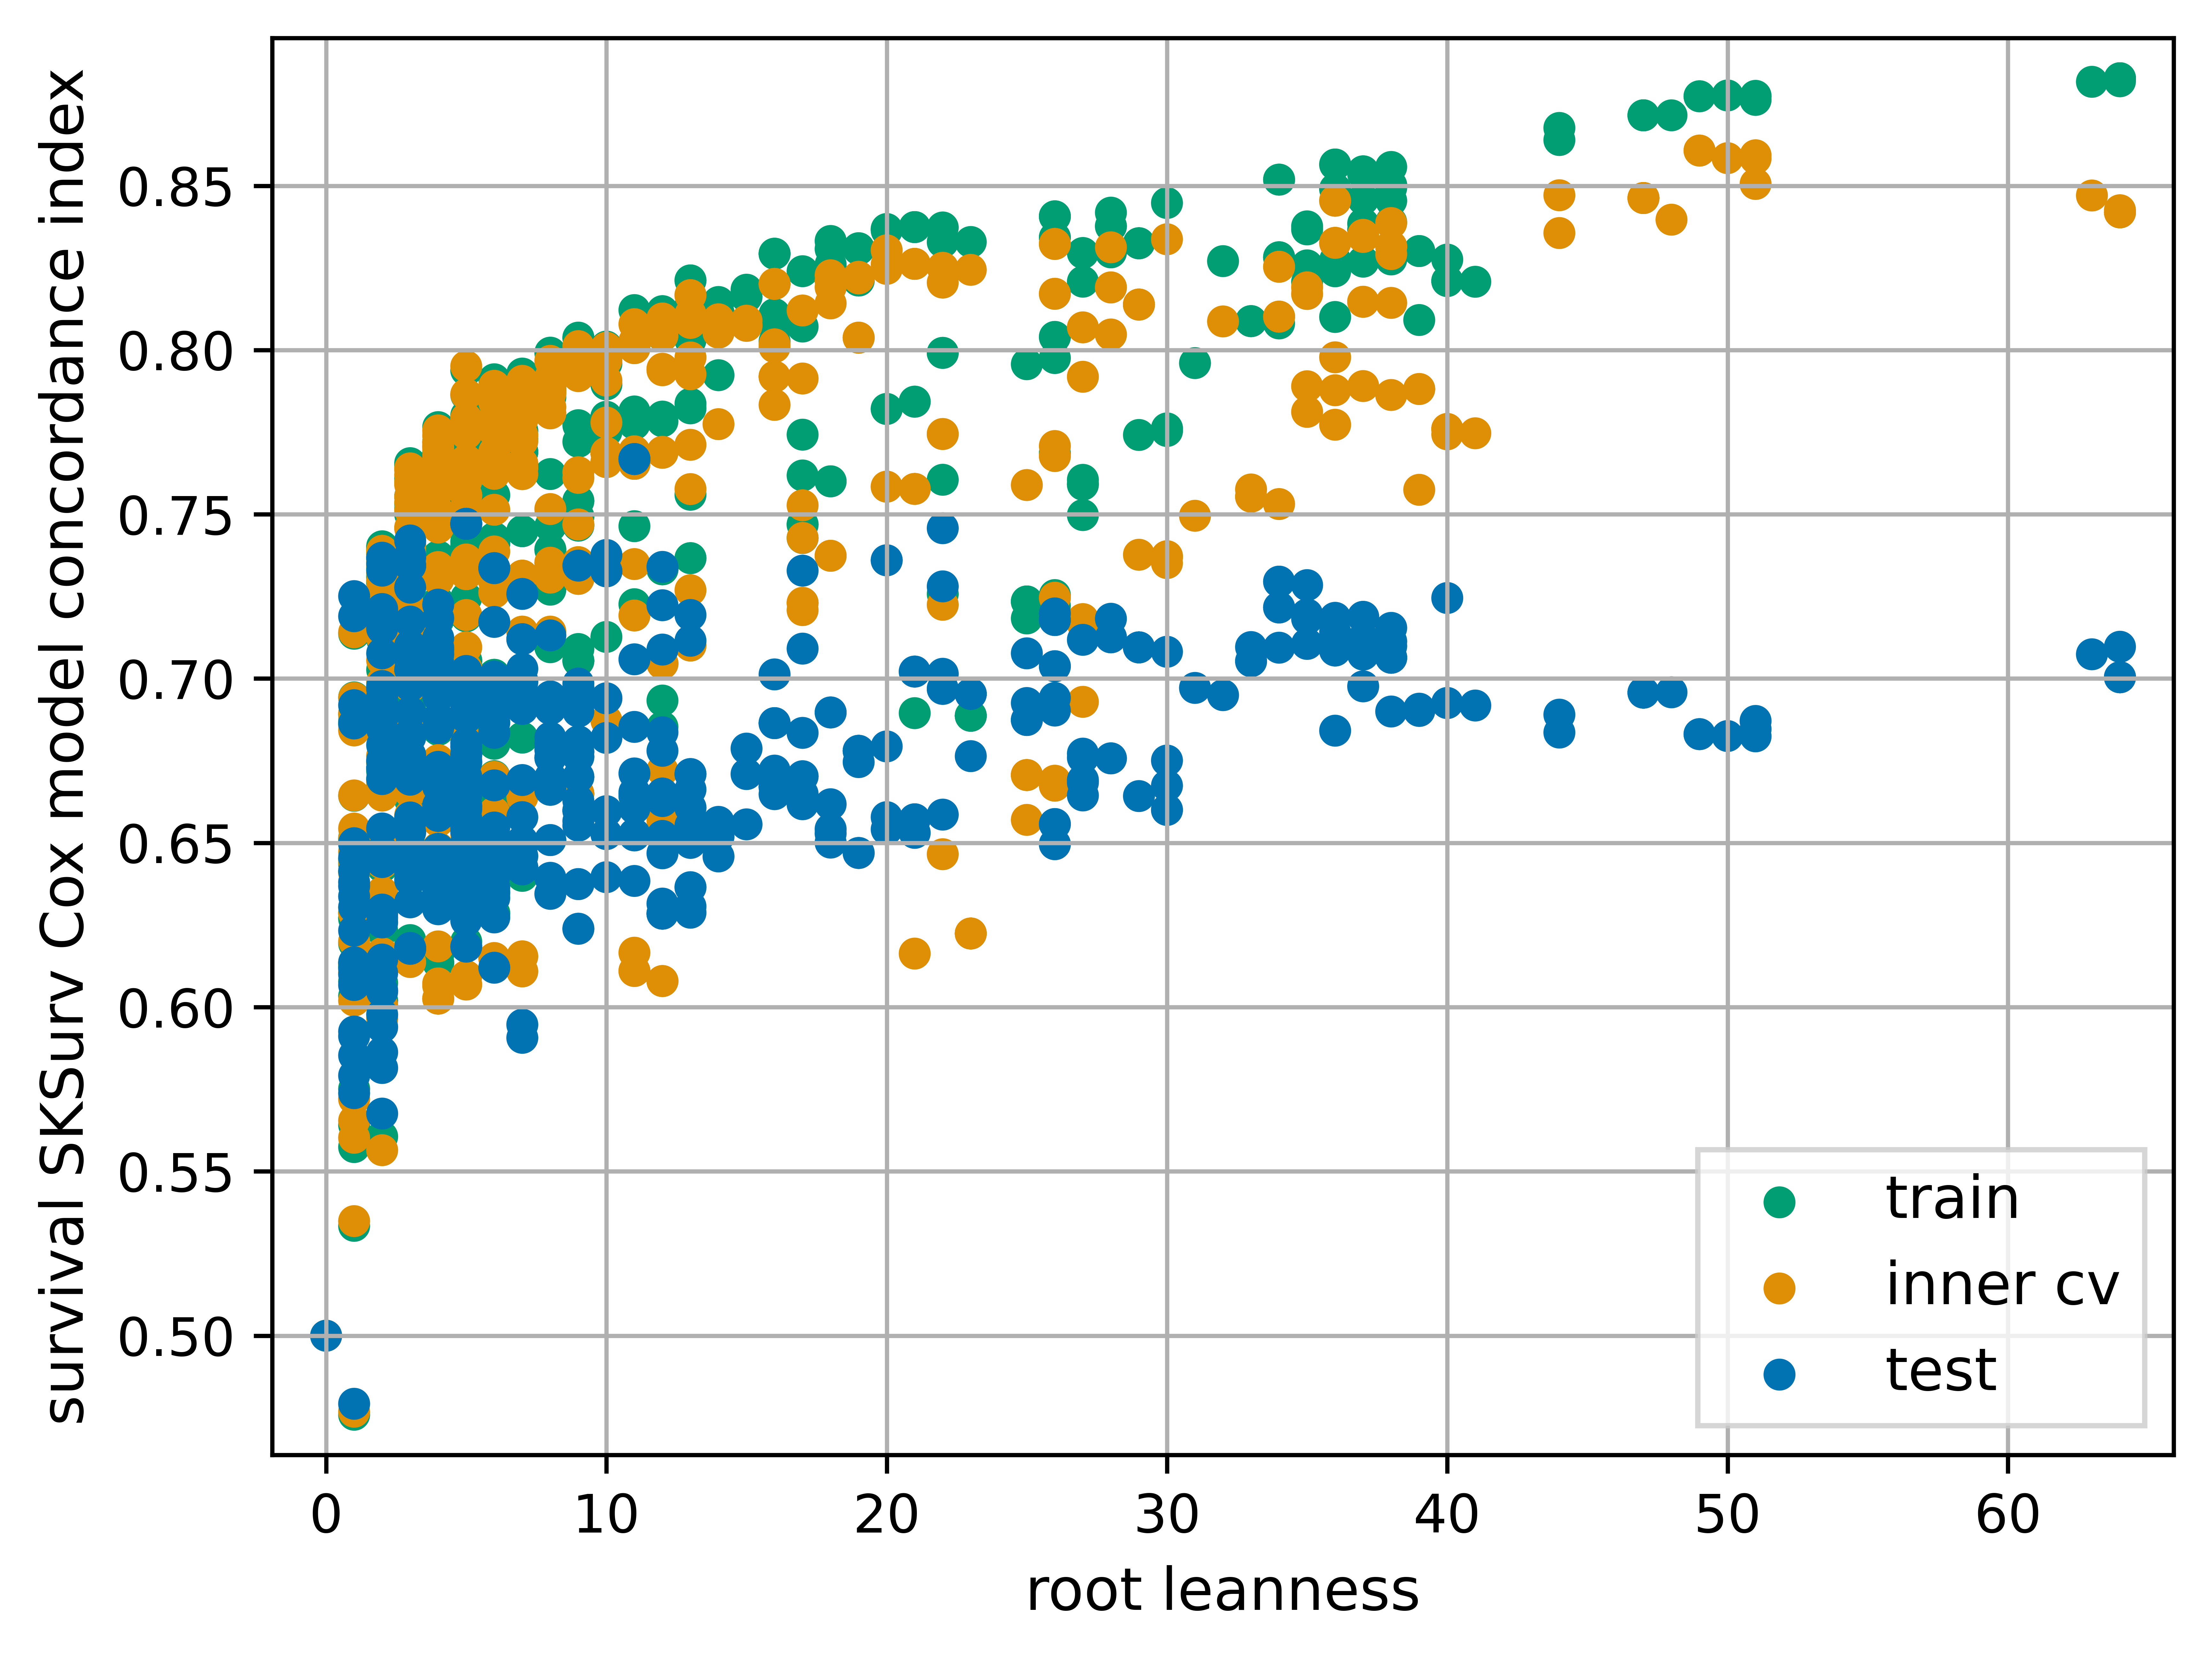 survival SKSurv Cox model concordance index
0.85
0.80
0.75
0.70
0.65
0.60
0.55
0.50
train
inner cv
test
0 10 20 30 40 50 60
root leanness